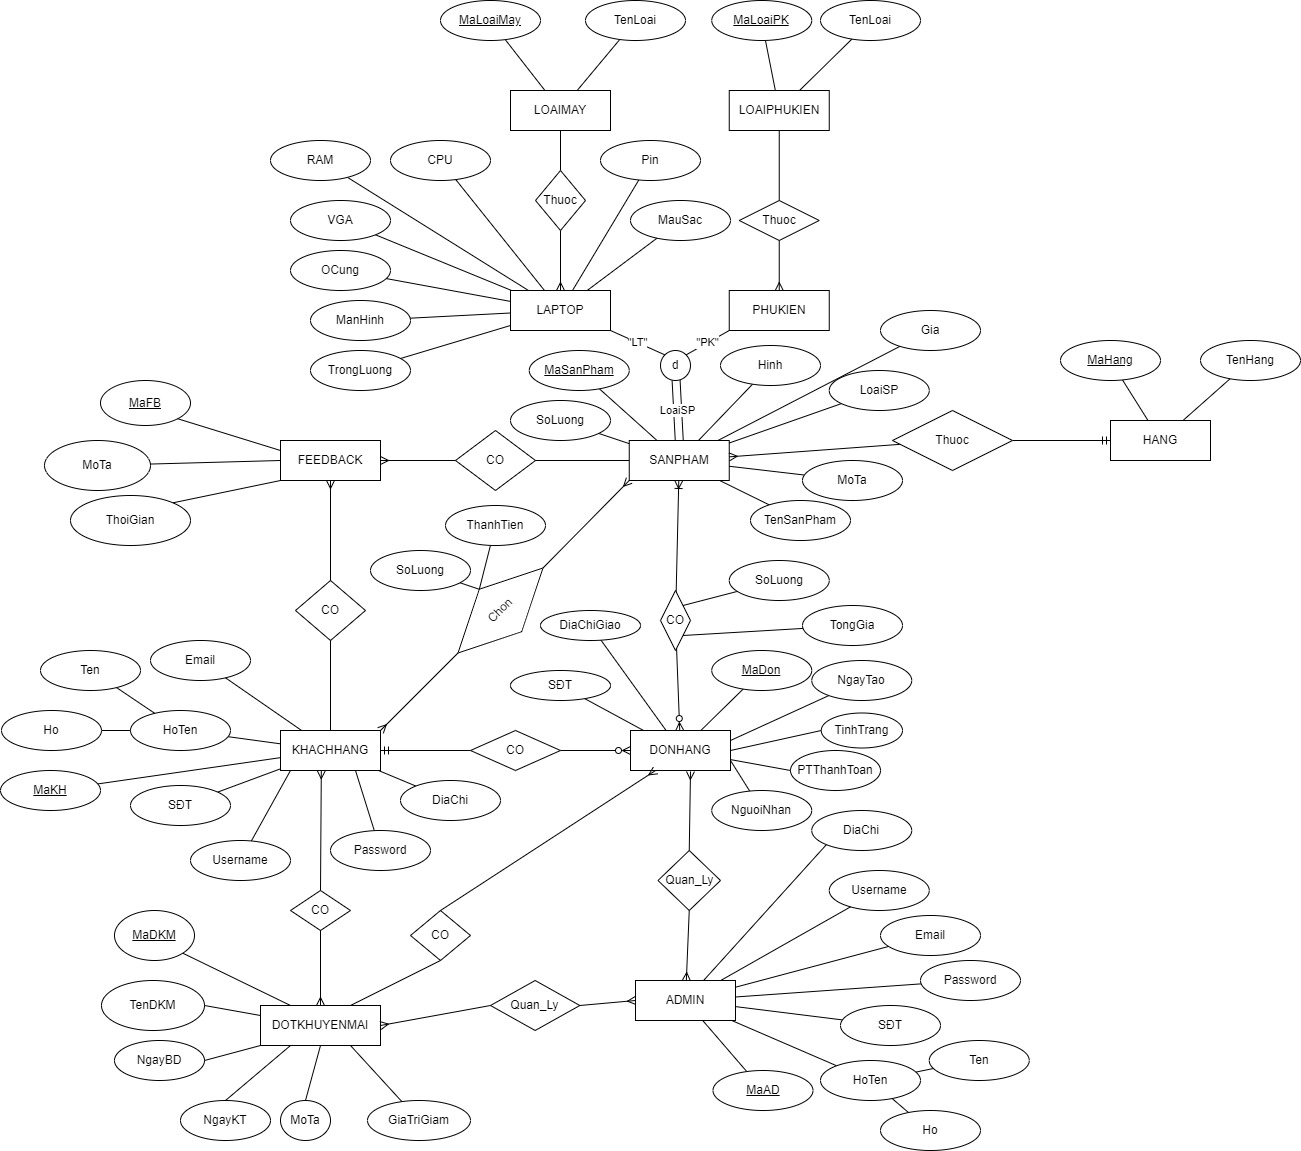 MaLoaiMay
TenLoai
MaLoaiPK
TenLoai
LOAIMAY
LOAIPHUKIEN
RAM
CPU
Pin
Thuoc
VGA
MauSac
Thuoc
OCung
ManHinh
LAPTOP
PHUKIEN
TrongLuong
"LT"
"PK"
d
Gia
MaSanPham
Hinh
MaHang
TenHang
LoaiSP
LoaiSP
MaFB
SoLuong
Thuoc
HANG
MoTa
FEEDBACK
CO
SANPHAM
MoTa
ThoiGian
TenSanPham
ThanhTien
SoLuong
SoLuong
Chon
CO
CO
DiaChiGiao
TongGia
Ten
Email
SĐT
MaDon
NgayTao
Ho
HoTen
TinhTrang
KHACHHANG
CO
DONHANG
PTThanhToan
MaKH
SĐT
DiaChi
NguoiNhan
Username
Password
DiaChi
Quan_Ly
Username
CO
MaDKM
CO
Email
Password
TenDKM
Quan_Ly
ADMIN
DOTKHUYENMAI
SĐT
NgayBD
Ten
HoTen
MaAD
NgayKT
MoTa
GiaTriGiam
Ho